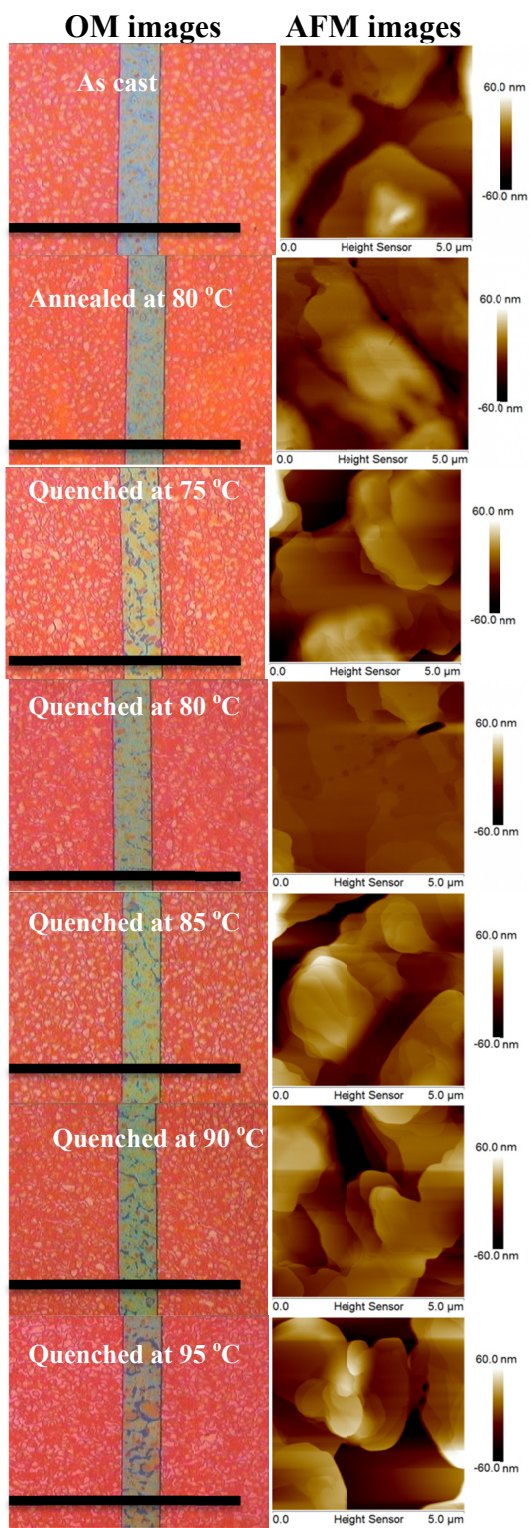 OM images AFM images
As cast
60.0 nm
-60.0 nm
0.0 Height Sensor 5.0 µm
Annealed at 80 °C
60.0 nm
-60.0 nm
0.0 Height Sensor 5.0 µm
Quenched at 75 °C
60.0 nm
-60.0 nm
0.0 Height Sensor 5.0 µm
Quenched at 80 °C
60.0 nm
-60.0 nm
0.0 Height Sensor 5.0 µm
Quenched at 85 °C
60.0 nm
-60.0 nm
0.0 Height Sensor 5.0 µm
Quenched at 90 °C
60.0 nm
-60.0 nm
0.0 Height Sensor 5.0 µm
Quenched at 95 °C
60.0 nm
-60.0 nm
0.0 Height Sensor 5.0 µm